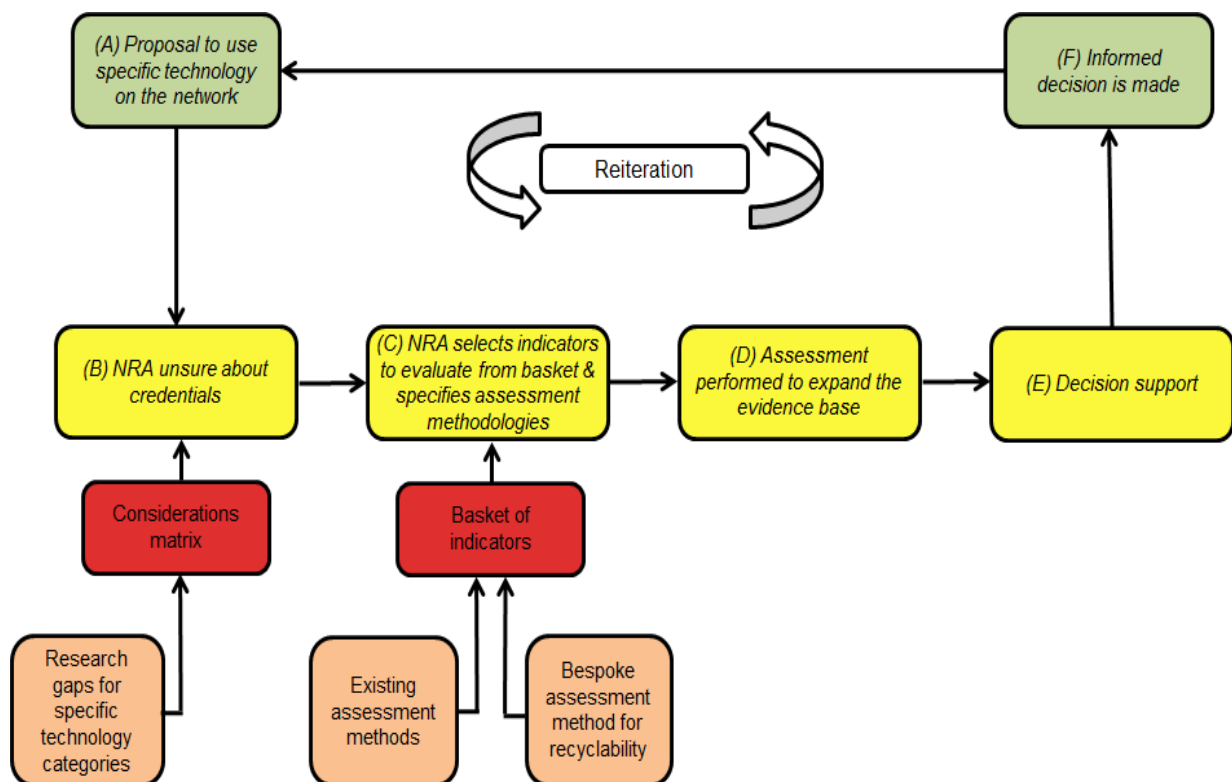 (A) Proposal to use
specific technology
on the network
(F) Informed
decision is made
Reiteration
(B) NRA unsure about
credentials
(C) NRA selects indicators
to evaluate from basket &
specifies assessment
methodologies
(D) Assessment
performed to expand the
evidence base
(E) Decision support
Considerations
matrix
Basket of
indicators
Research
gaps for
specific
technology
categories
Existing
assessment
methods
Bespoke
assessment
method for
recyclability